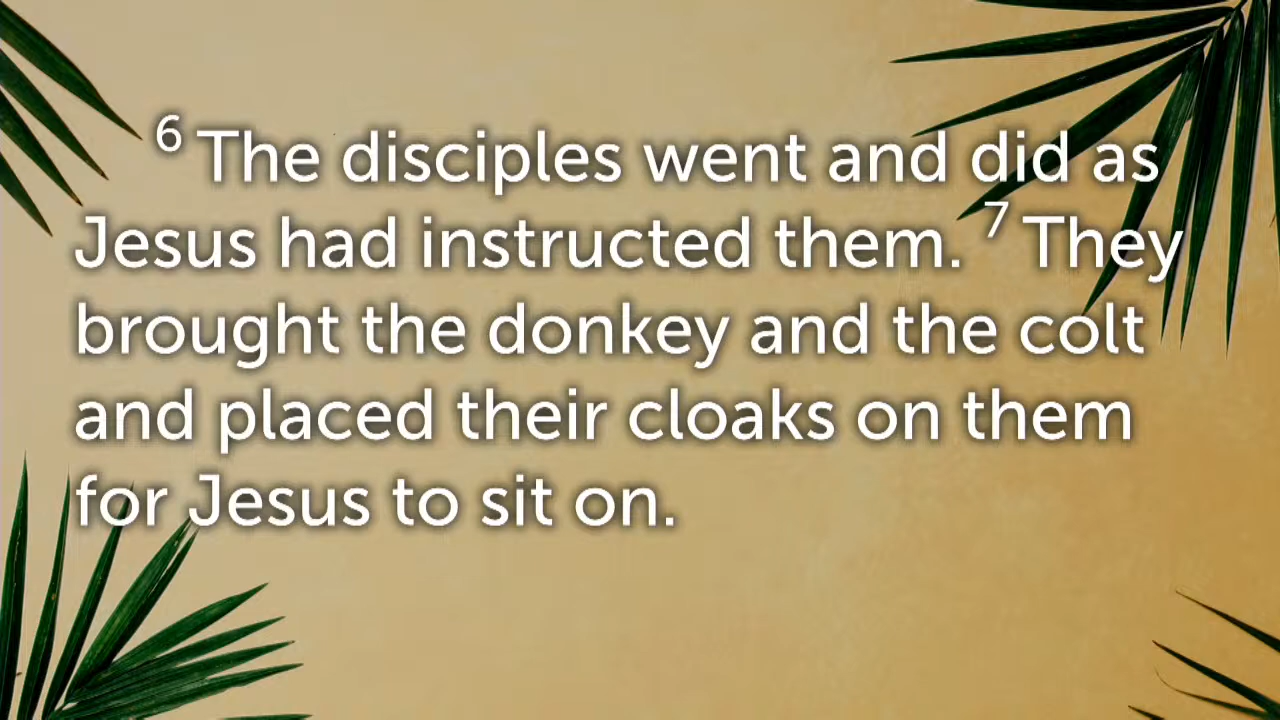 6 The disciples went and did as
Jesus had instructed them. 7 They
brought the donkey and the colt
and placed their cloaks on them
for Jesus to sit on.